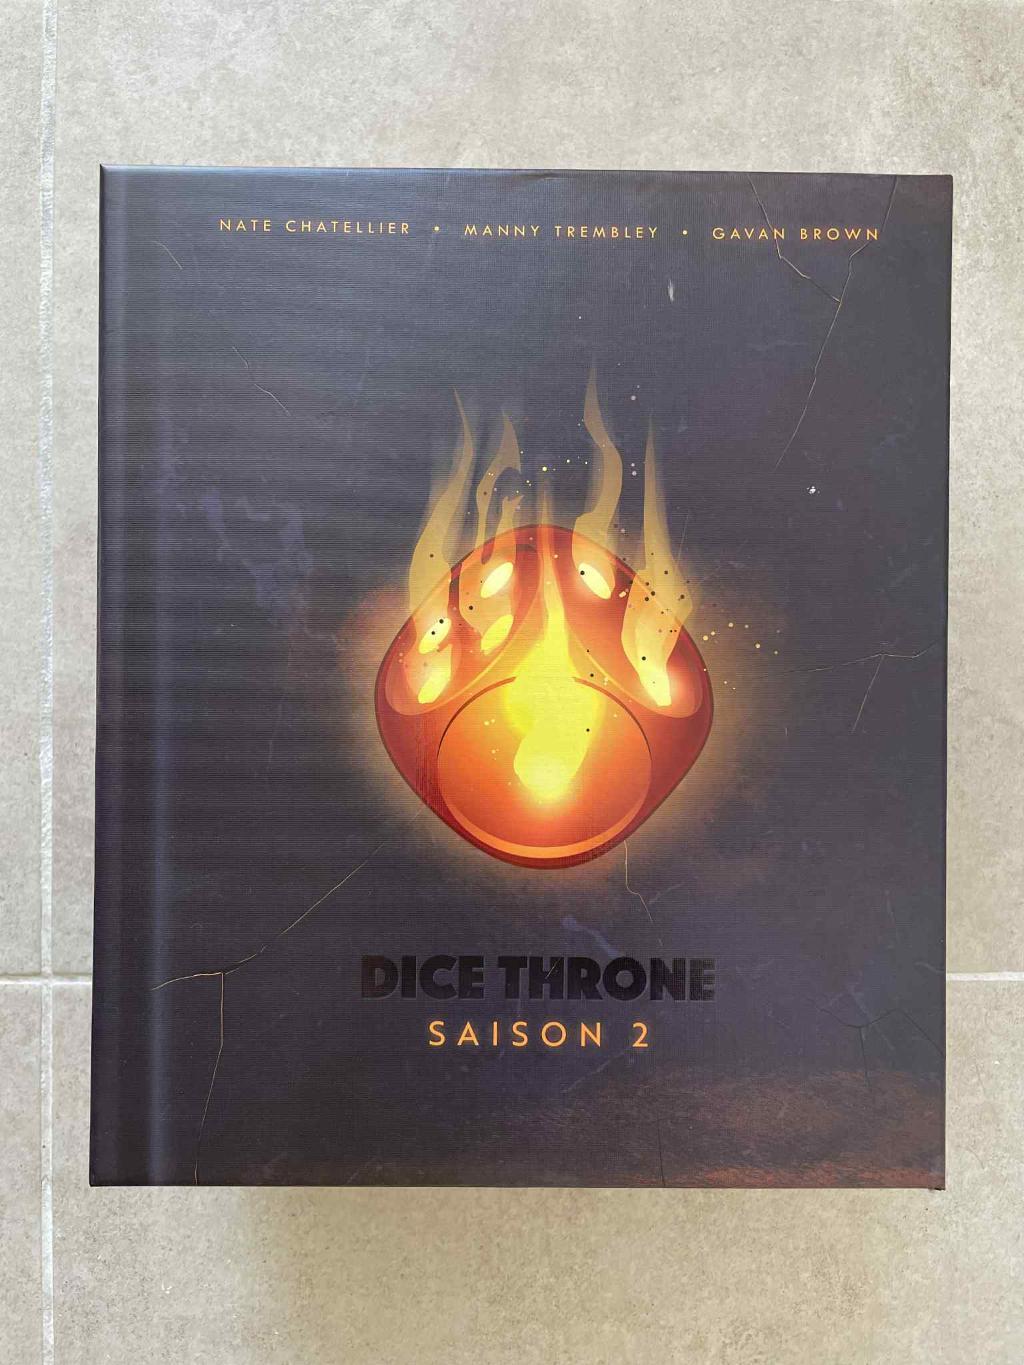 NATE CHATELLIER • MANNY TREMBLEY • GAVAN BROWN
DICE THRONE
SAISON 2